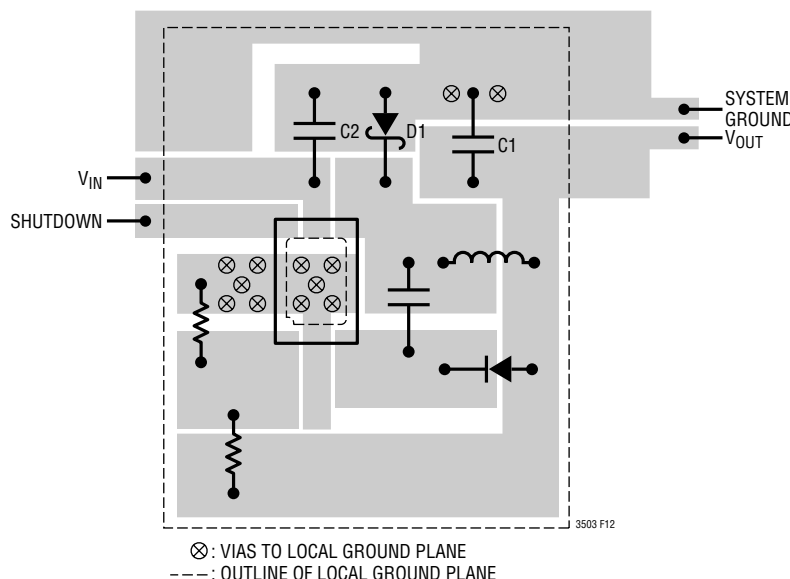 C2
D1
C1
SYSTEM
GROUND
VOUT
VIN
SHUTDOWN
3503 F12
⊗: VIAS TO LOCAL GROUND PLANE
---: OUTLINE OF LOCAL GROUND PLANE